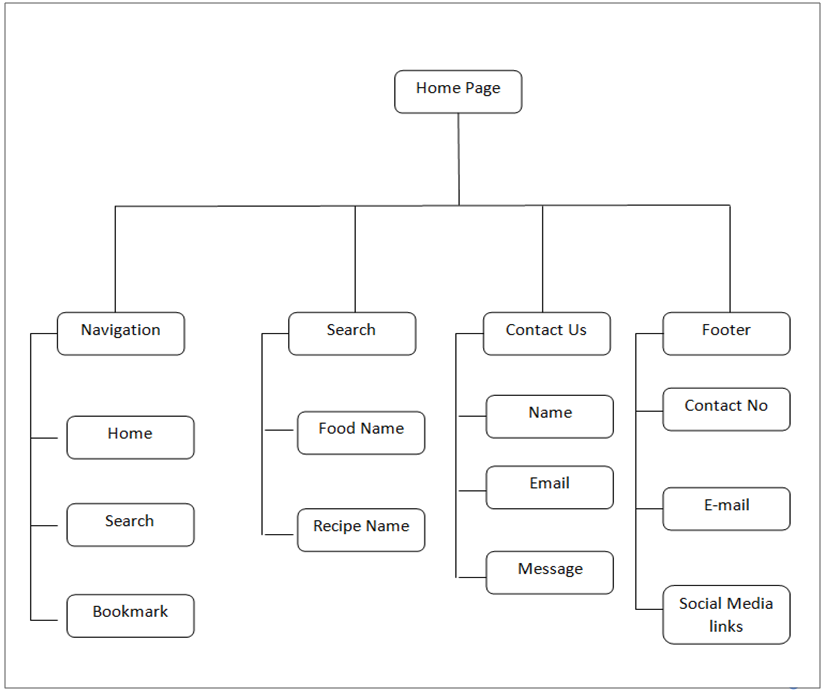 Home Page
Navigation
Search
Contact Us
Footer
Home
Search
Bookmark
Food Name
Recipe Name
Name
Email
Message
Contact No
E-mail
Social Media
links